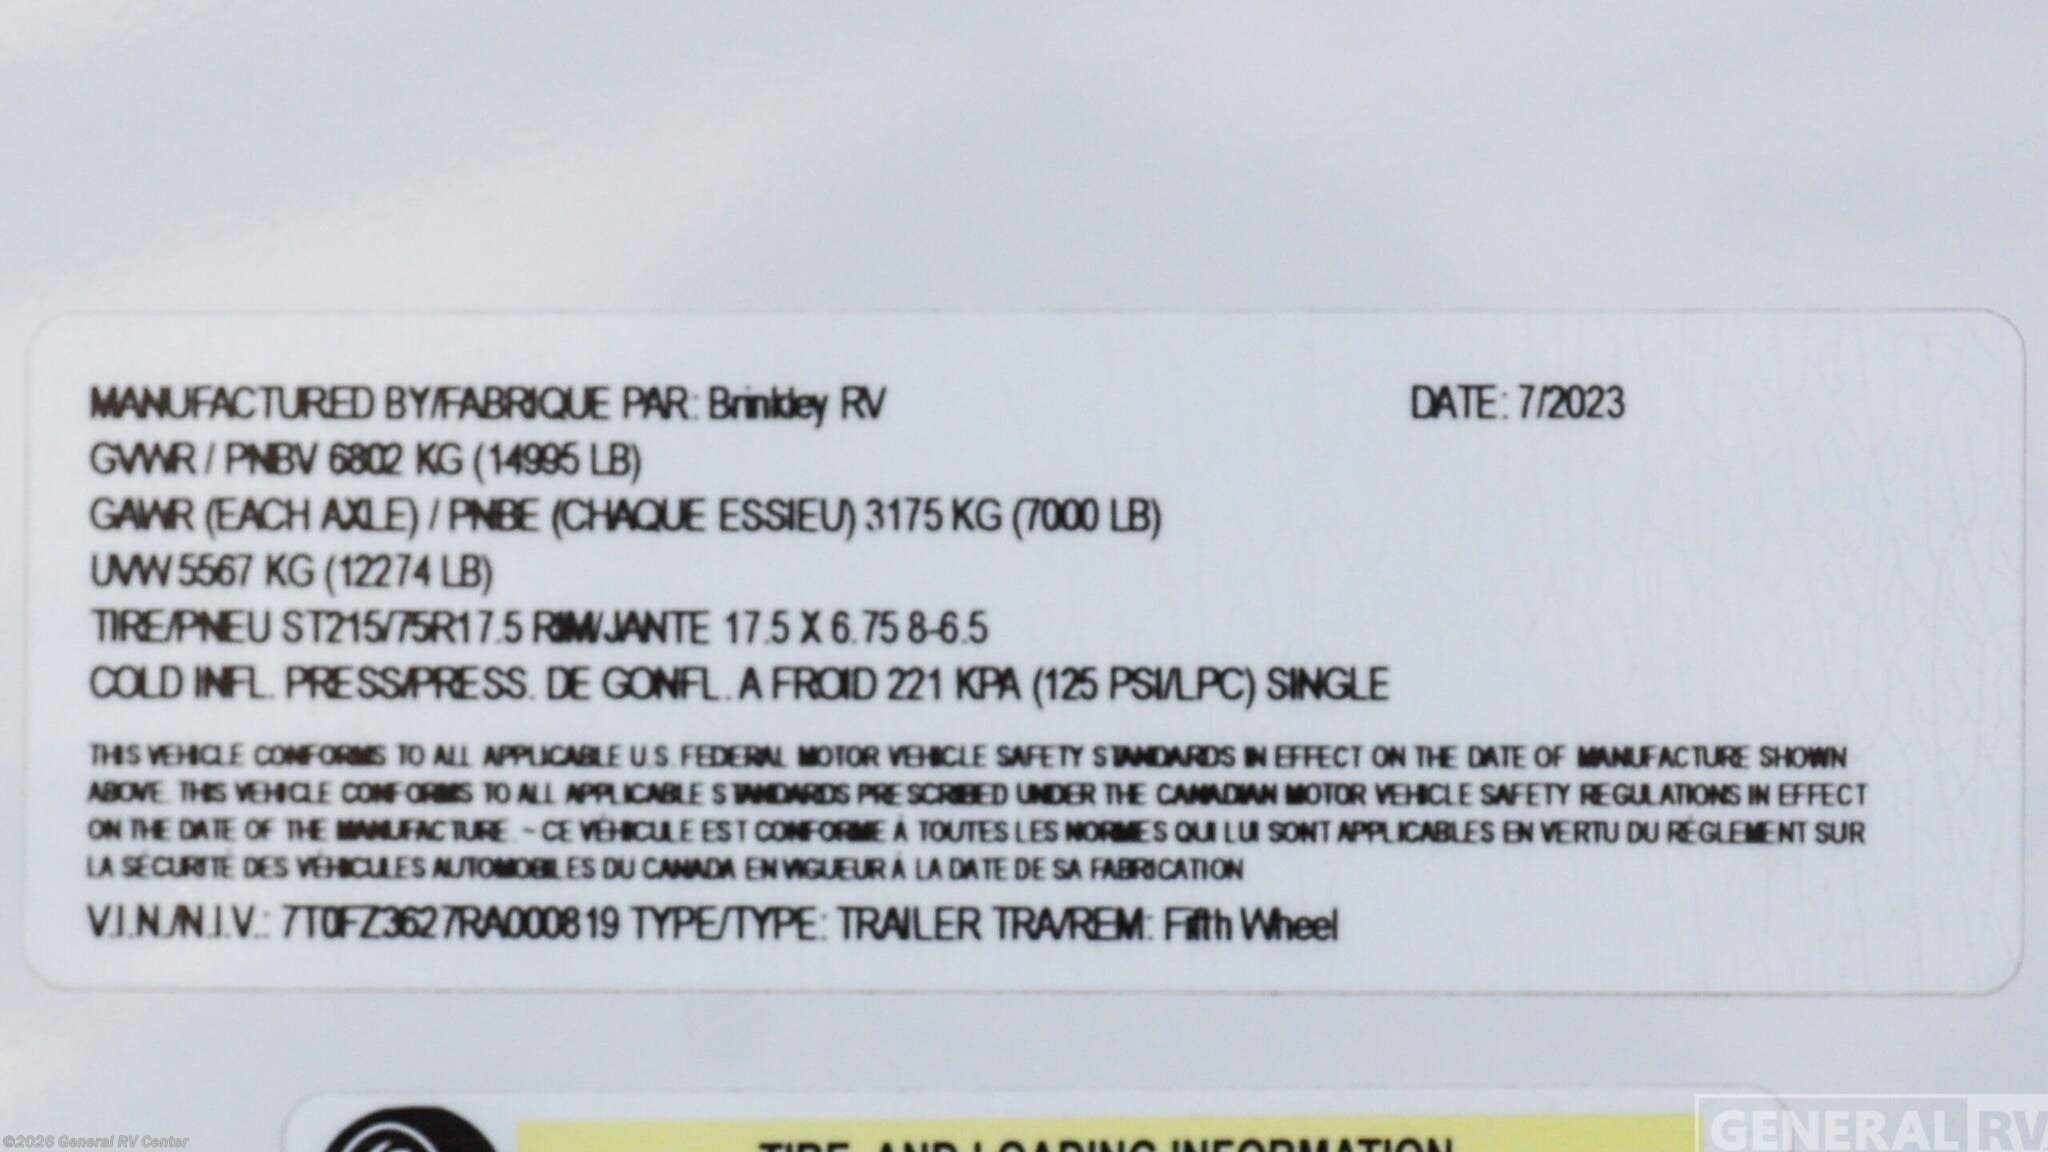 MANUFACTURED BY/FABRIQUE PAR: Brinkley RV DATE: 7/2023
GVWR / PNBV 6802 KG (14995 LB)
GAWR (EACH AXLE) / PNBE (CHAQUE ESSIEU) 3175 KG (7000 LB)
UVW 5567 KG (12274 LB)
TIRE/PNEU ST215/75R17.5 RIM/JANTE 17.5 X 6.75 8-6.5
COLD INFL. PRESS/PRESS. DE GONFL. A FROID 221 KPA (125 PSI/LPC) SINGLE
THIS VEHICLE CONFORMS TO ALL APPLICABLE U.S. FEDERAL MOTOR VEHICLE SAFETY STANDARDS IN EFFECT ON THE DATE OF MANUFACTURE SHOWN
ABOVE. THIS VEHICLE CONFORMS TO ALL APPLICABLE STANDARDS PRESCRIBED UNDER THE CANADIAN MOTOR VEHICLE SAFETY REGULATIONS IN EFFECT
ON THE DATE OF THE MANUFACTURE. ~ CE VÉHICULE EST CONFORME À TOUTES LES NORMES QUI LUI SONT APPLICABLES EN VERTU DU RÉGLEMENT SUR
LA SÉCURITÉ DES VÉHICULES AUTOMOBILES DU CANADA EN VIGUEUR À LA DATE DE SA FABRICATION
V.I.N./N.I.V.: 7T0FZ3627RA000819 TYPE/TYPE: TRAILER TRA/REM: Fifth Wheel
TIRE AND LOADING INFORMATION
©2026 General RV Center
GENERAL RV